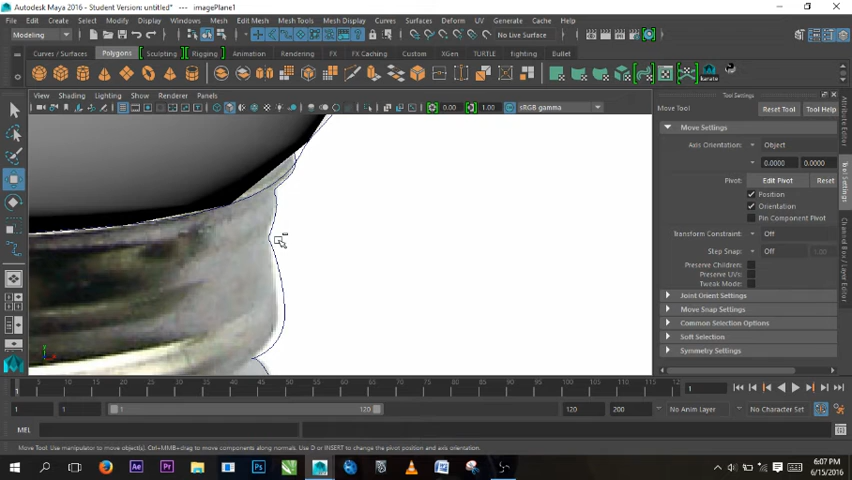 Autodesk Maya 2016 - Student Version: untitled* --- imagePlane1
File Edit Create Select Modify Display Windows Mesh Edit Mesh Mesh Tools Mesh Display Curves Surfaces Deform UV Generate Cache Help
Modeling No Live Surface
Curves / Surfaces Polygons Sculpting Rigging Animation Rendering FX FX Caching Custom XGen TURTLE fighting Bullet
View Shading Lighting Show Renderer Panels
0.00 1.00 sRGB gamma
Tool Settings
Move Tool Reset Tool Tool Help
Move Settings
Axis Orientation: Object
0.0000 0.0000
Pivot: Edit Pivot Reset
Position
Orientation
Pin Component Pivot
Transform Constraint: Off
Step Snap: Off 1.00
Preserve Children:
Preserve UVs:
Tweak Mode:
Joint Orient Settings
Move Snap Settings
Common Selection Options
Soft Selection
Symmetry Settings
Attribute Editor
Tool Settings
Channel Box / Layer Editor
5 10 15 20 25 30 35 40 45 50 55 60 65 70 75 80 85 90 95 100 105 110 115 120 1
1 1 1 120 120 200 No Anim Layer No Character Set
MEL
Move Tool: Use manipulator to move object(s). Ctrl+MMB+drag to move components along normals. Use D or INSERT to change the pivot position and axis orientation.
6:07 PM
6/15/2016